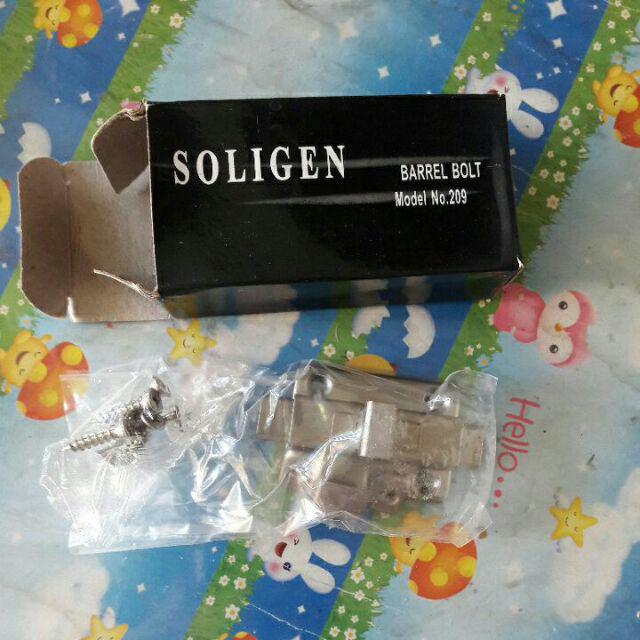 SOLIGEN
BARREL BOLT
Model No.209
Hello...